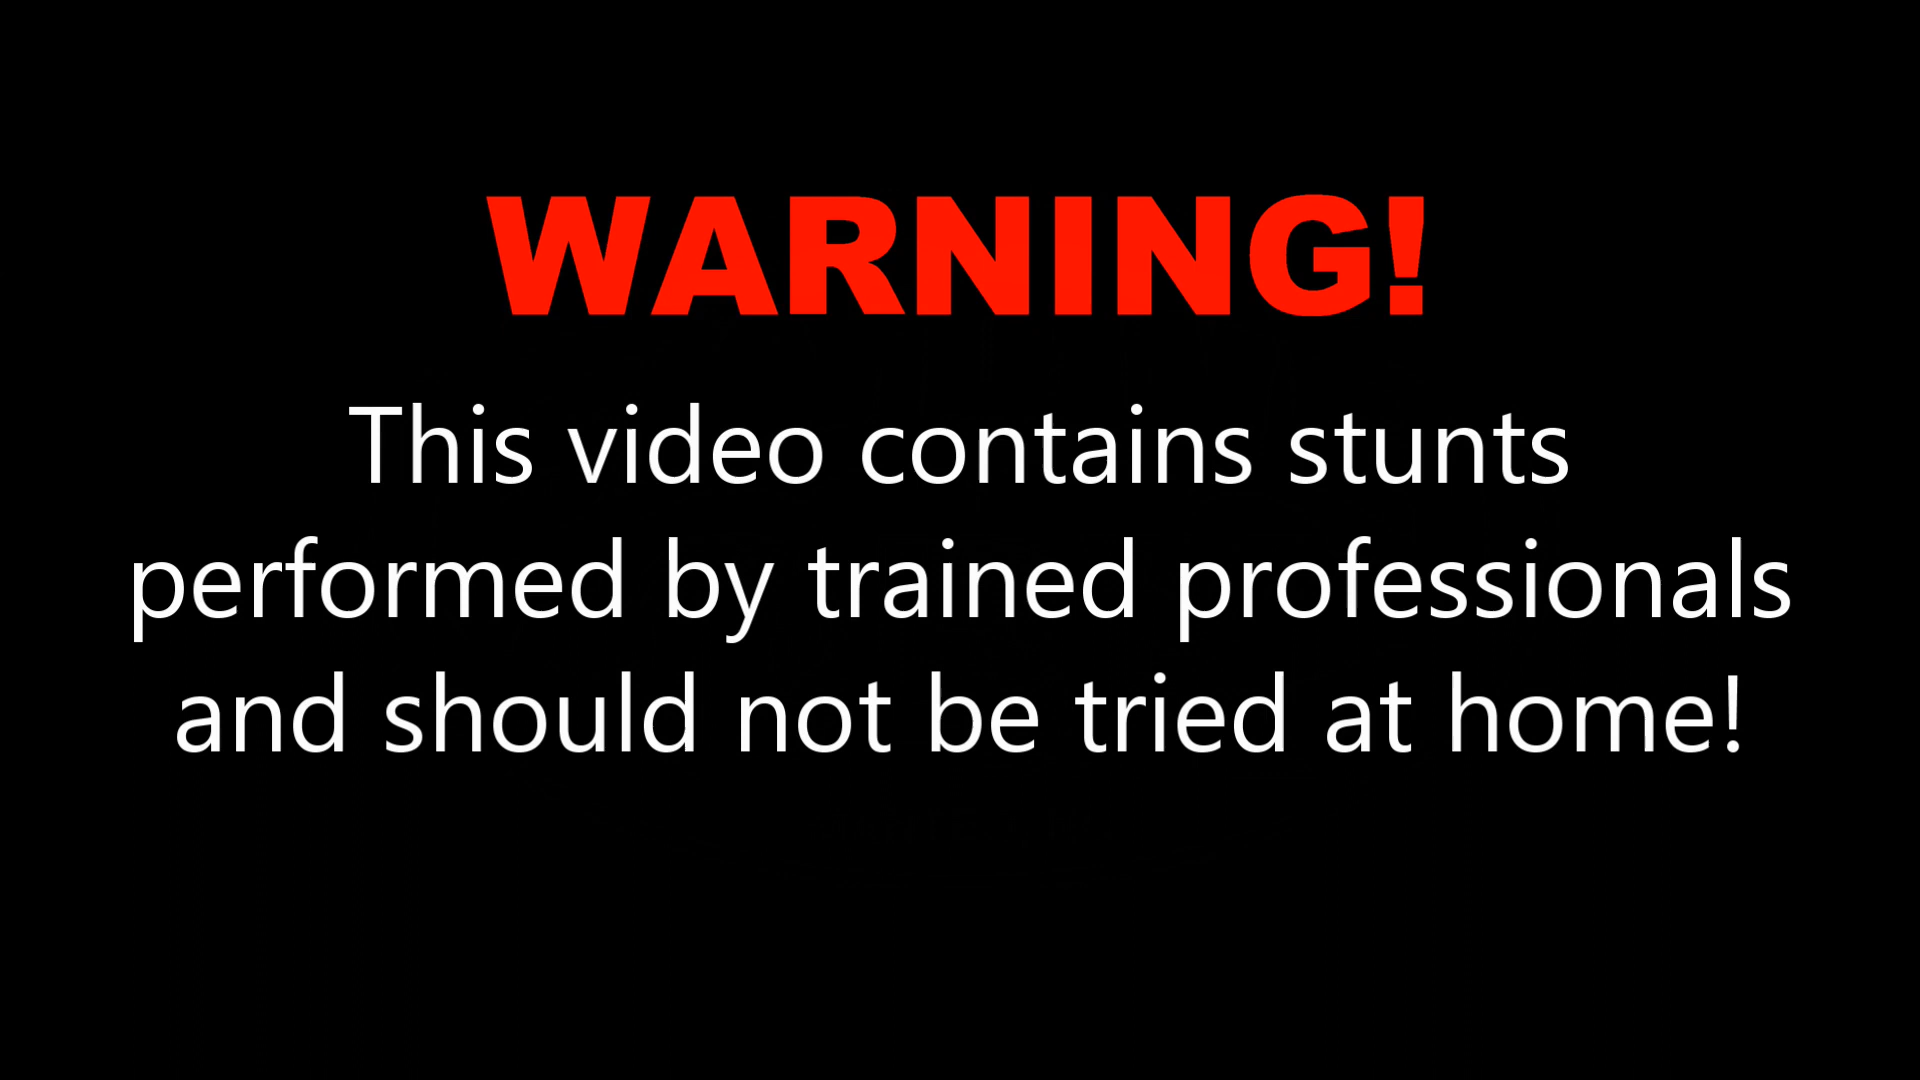 WARNING!
This video contains stunts
performed by trained professionals
and should not be tried at home!